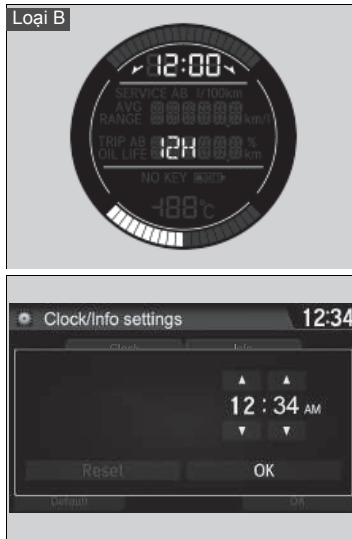 Loại B
12:00
SERVICE AB l/100km
AVG
RANGE km/l
TRIP AB 12H %
OIL LIFE km
NO KEY
-188°C
Clock/Info settings 12:34
Clock Info
12 : 34 AM
Reset OK
Default OK